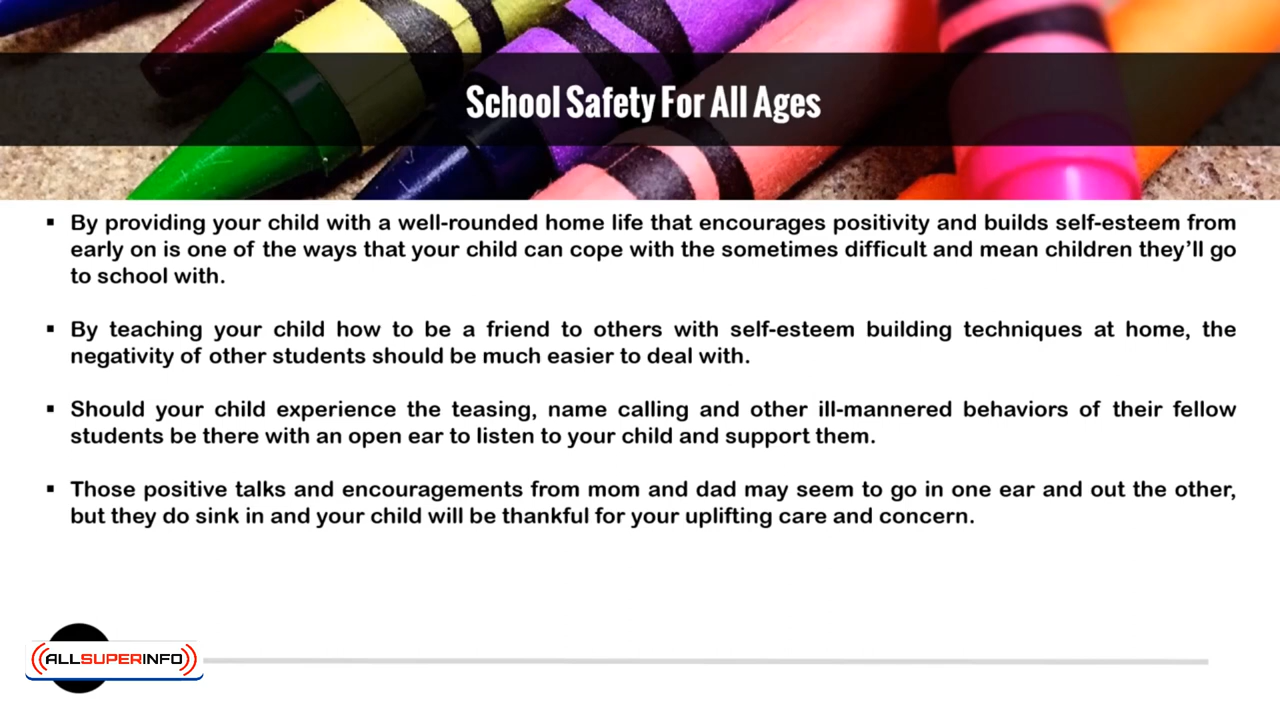 School Safety For All Ages
▪ By providing your child with a well-rounded home life that encourages positivity and builds self-esteem from
early on is one of the ways that your child can cope with the sometimes difficult and mean children they’ll go
to school with.
▪ By teaching your child how to be a friend to others with self-esteem building techniques at home, the
negativity of other students should be much easier to deal with.
▪ Should your child experience the teasing, name calling and other ill-mannered behaviors of their fellow
students be there with an open ear to listen to your child and support them.
▪ Those positive talks and encouragements from mom and dad may seem to go in one ear and out the other,
but they do sink in and your child will be thankful for your uplifting care and concern.
ALLSUPERINFO